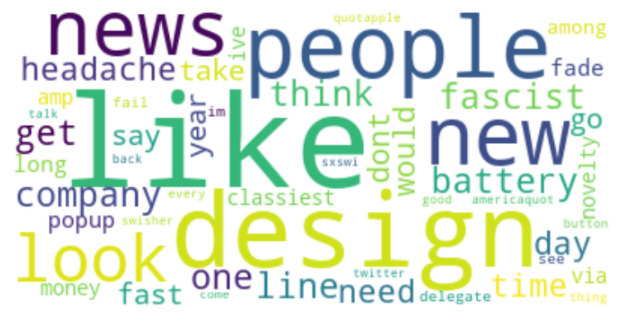 quotapple
news
people
among
ive
headache
take
fade
think
fascist
amp
fail
talk
im
like
year
dont
would
new
go
get
say
back
sxswi
long
battery
novelty
company
classiest
every
good
americaquot
popup
swisher
design
button
look
day
see
one
line
need
twitter
time
via
money
fast
come
delegate
thing